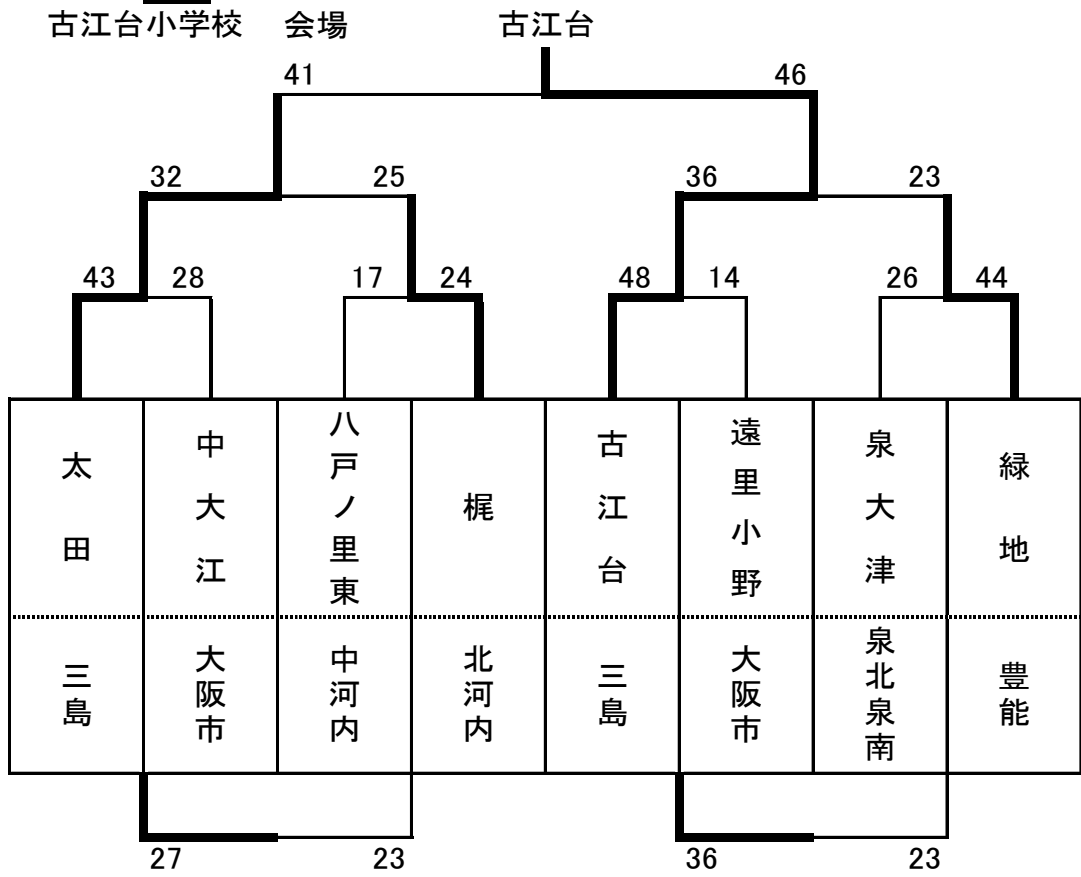 古江台小学校 会場 古江台
41 46
32 25 36 23
43 28 17 24 48 14 26 44
太田
中大江
八戸ノ里東
梶
古江台
遠里小野
泉大津
緑地
三島
大阪市
中河内
北河内
三島
大阪市
泉北泉南
豊能
27 23 36 23